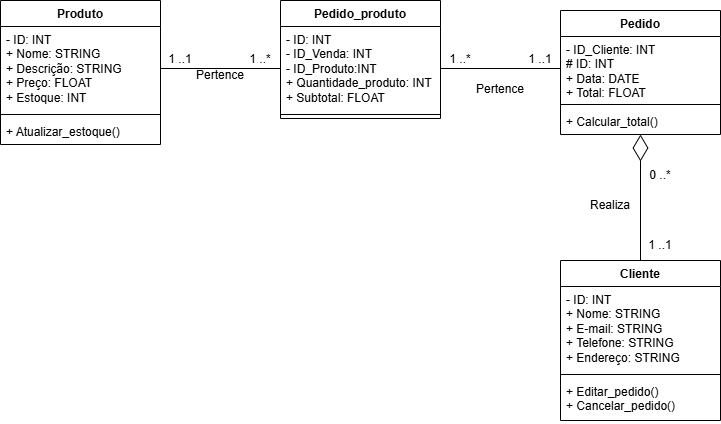 Produto
- ID: INT
+ Nome: STRING
+ Descrição: STRING
+ Preço: FLOAT
+ Estoque: INT
+ Atualizar_estoque()
1 ..1
Pertence
1 ..*
Pedido_produto
- ID: INT
- ID_Venda: INT
- ID_Produto:INT
+ Quantidade_produto: INT
+ Subtotal: FLOAT
1 ..*
Pertence
1 ..1
Pedido
- ID_Cliente: INT
# ID: INT
+ Data: DATE
+ Total: FLOAT
+ Calcular_total()
0 ..*
Realiza
1 ..1
Cliente
- ID: INT
+ Nome: STRING
+ E-mail: STRING
+ Telefone: STRING
+ Endereço: STRING
+ Editar_pedido()
+ Cancelar_pedido()